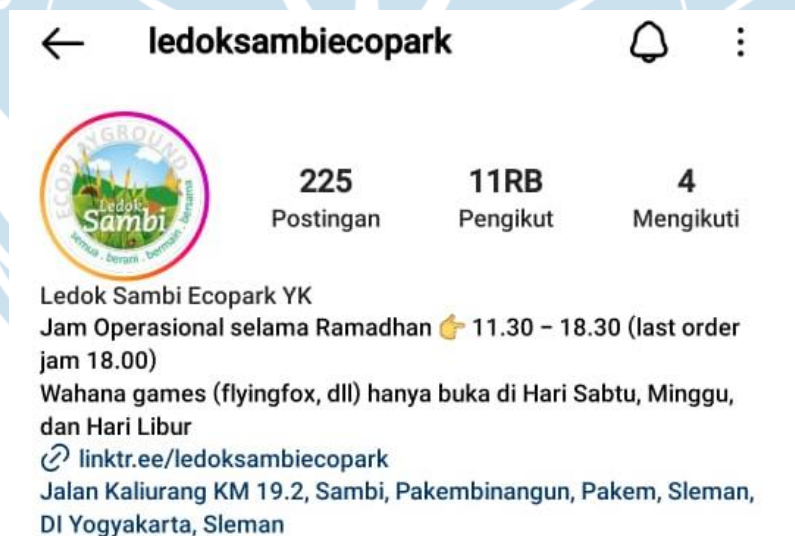 ledoksambiecopark
ECOPLAYGROUND
Ledok
Sambi
semua . berani . bermain . bersama
225
Postingan
11RB
Pengikut
4
Mengikuti
Ledok Sambi Ecopark YK
Jam Operasional selama Ramadhan 👉 11.30 – 18.30 (last order
jam 18.00)
Wahana games (flyingfox, dll) hanya buka di Hari Sabtu, Minggu,
dan Hari Libur
linktr.ee/ledoksambiecopark
Jalan Kaliurang KM 19.2, Sambi, Pakembinangun, Pakem, Sleman,
DI Yogyakarta, Sleman